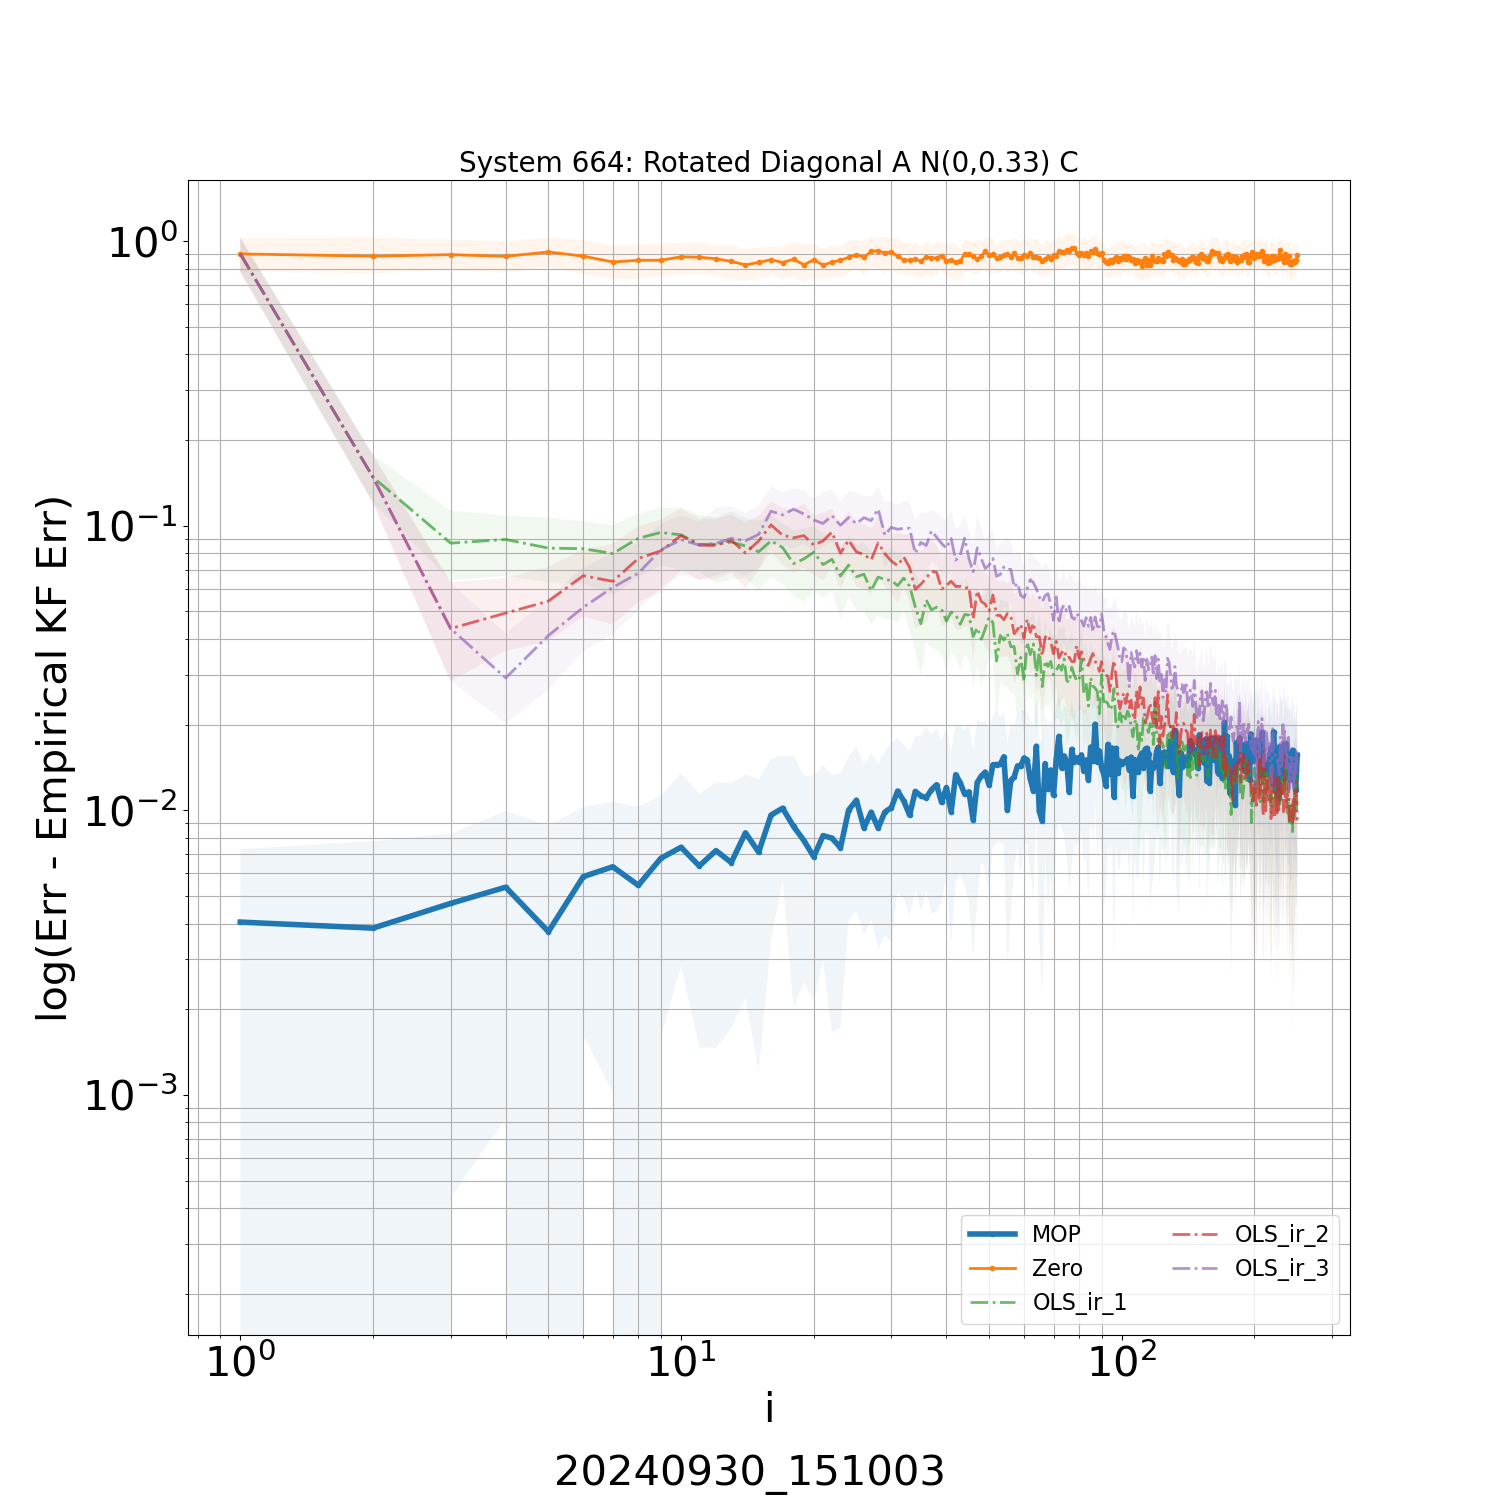 System 664: Rotated Diagonal A N(0,0.33) C
log(Err - Empirical KF Err)
10⁰
10⁻¹
10⁻²
10⁻³
MOP
Zero
OLS_ir_1
OLS_ir_2
OLS_ir_3
10⁰ 10¹ 10²
i
20240930_151003